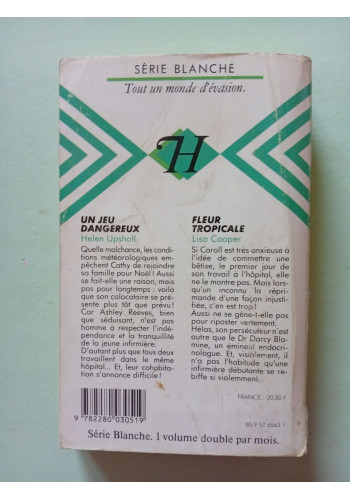 SÉRIE BLANCHE
Tout un monde d'évasion.
H
UN JEU
DANGEREUX
Helen Upshall
Quelle malchance, les condi-
tions météorologiques em-
pêchent Cathy de rejoindre
sa famille pour Noël ! Aussi
se fait-elle une raison, mais
pas pour longtemps : voilà
que son colocataire se pré-
sente plus tôt que prévu !
Car Ashley Reeves, bien
que séduisant, n'est pas
homme à respecter l'indé-
pendance et la tranquillité
de la jeune infirmière.
D'autant plus que tous deux
travaillent dans le même
hôpital... Et, leur cohabita-
tion s'annonce difficile !
FLEUR
TROPICALE
Lisa Cooper
Si Caroll est très anxieuse à
l'idée de commettre une
bêtise, le premier jour de
son travail à l'hôpital, elle
ne le montre pas. Mais lors-
qu'un inconnu la répri-
mande d'une façon injusti-
fiée, c'en est trop !
Aussi ne se gêne-t-elle pas
pour riposter vertement.
Hélas, son persécuteur n'est
autre que le Dr Darcy Bla-
mine, un éminent endocri-
nologue. Et, visiblement, il
n'a pas l'habitude qu'une
infirmière débutante se re-
biffe si violemment...
FRANCE : 20,50 F
9 782280 030519
85.9.57.6962.1
Série Blanche. 1 volume double par mois.